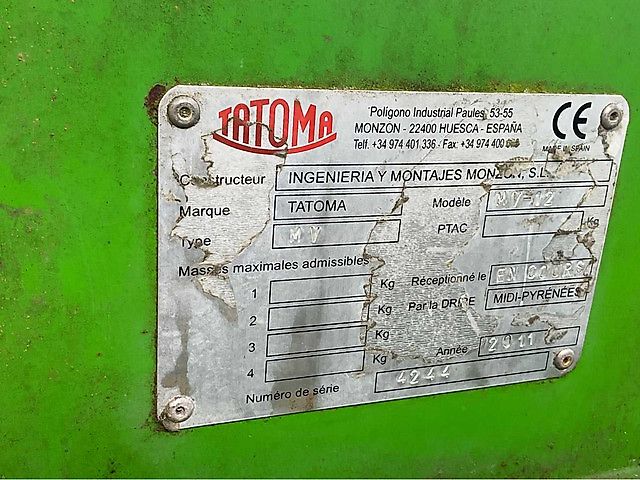 TATOMA
Polígono Industrial Paules, 53-55
MONZON - 22400 HUESCA - ESPAÑA
Telf. +34 974 401 336 - Fax: +34 974 400
CE
MADE IN SPAIN
Constructeur INGENIERIA Y MONTAJES MONZON, S.L.
Marque TATOMA Modèle MV-12
Type MV PTAC Kg
Masses maximales admissibles
1 Kg Réceptionné le EN COURS
2 Kg Par la DRIRE MIDI-PYRÉNÉES
3 Kg Année 2011
4 Kg
Numéro de série 4244